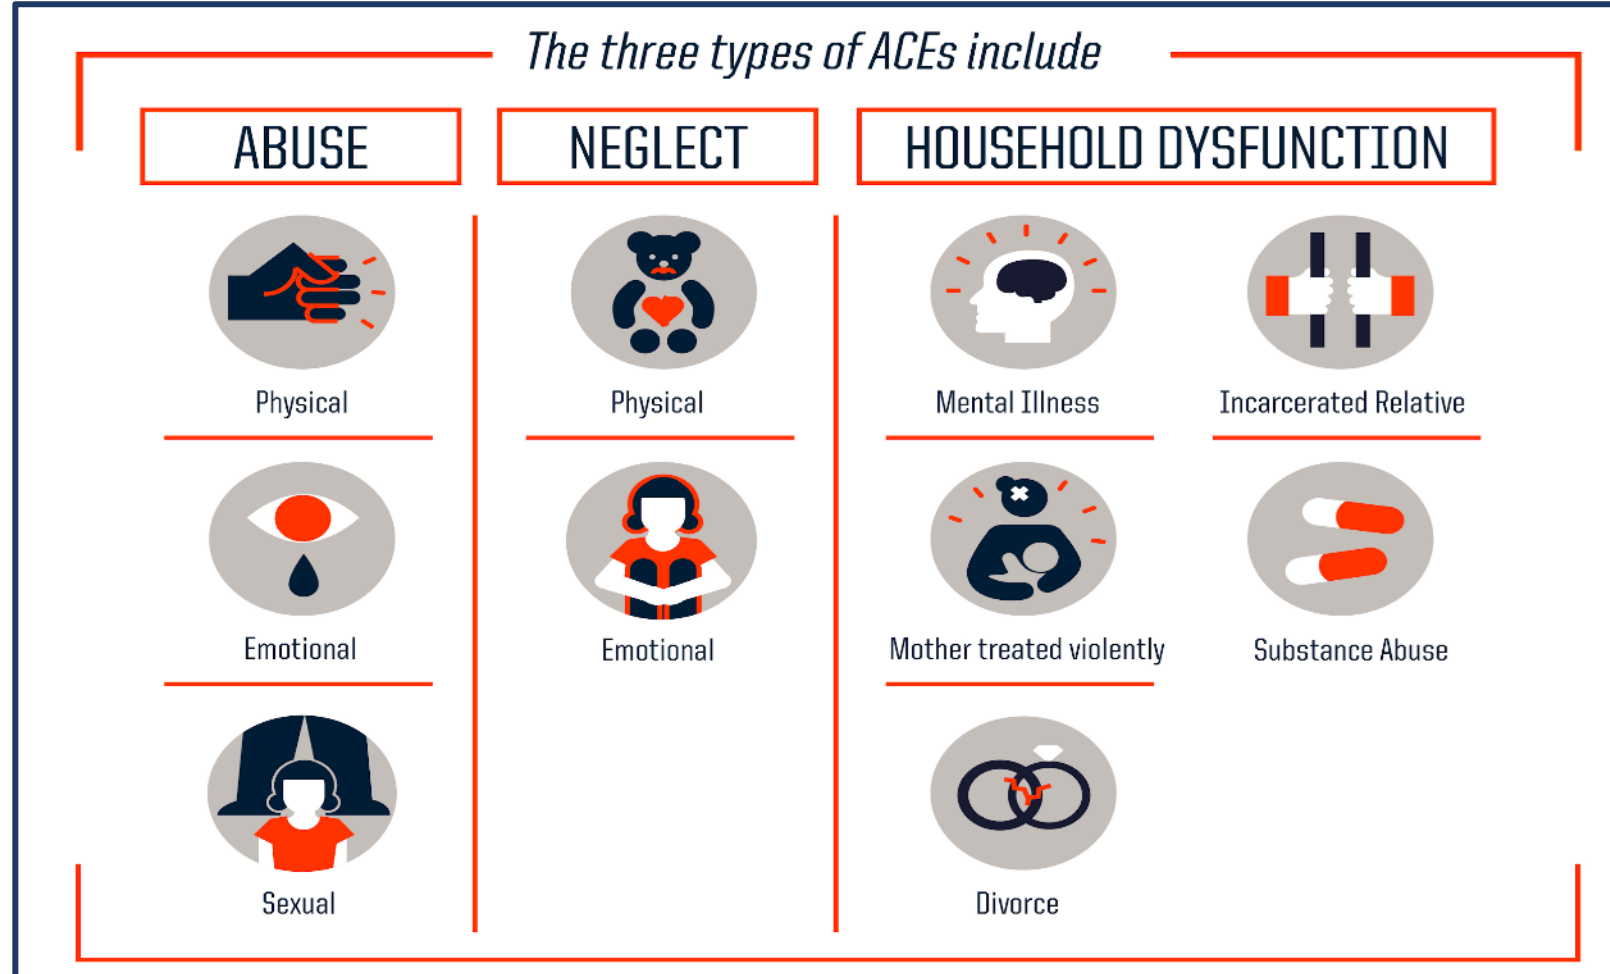 The three types of ACEs include
ABUSE
Physical
Emotional
Sexual
NEGLECT
Physical
Emotional
HOUSEHOLD DYSFUNCTION
Mental Illness
Incarcerated Relative
Mother treated violently
Substance Abuse
Divorce